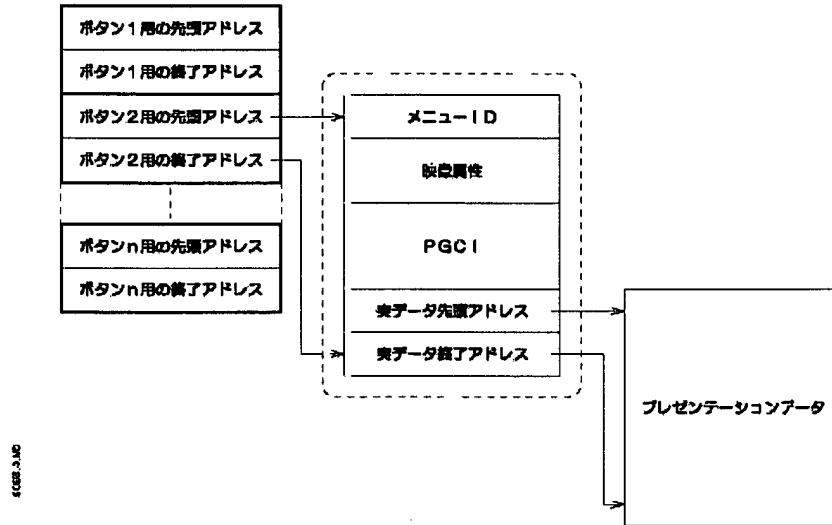 ボタン1用の先頭アドレス
ボタン1用の終了アドレス
ボタン2用の先頭アドレス
ボタン2用の終了アドレス
ボタンn用の先頭アドレス
ボタンn用の終了アドレス
メニューID
映像属性
PGCI
実データ先頭アドレス
実データ終了アドレス
プレゼンテーションデータ